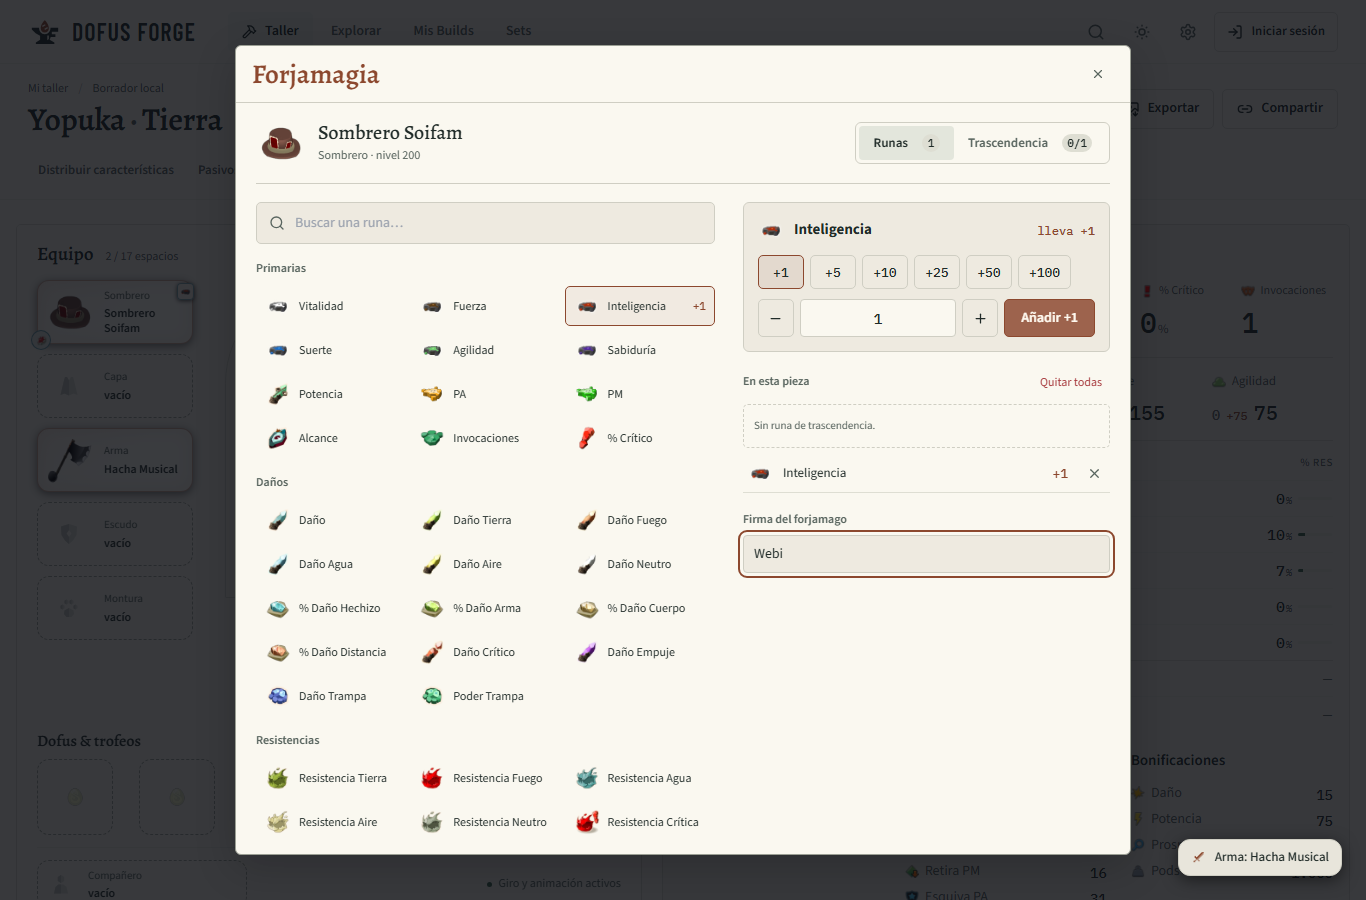 DOFUS FORGE
Taller
Explorar
Mis Builds
Sets
Iniciar sesión
Mi taller / Borrador local
Yopuka · Tierra
Exportar
Compartir
Distribuir características
Equipo
2 / 17 espacios
Sombrero
Sombrero Soifam
Capa
vacío
Arma
Hacha Musical
Escudo
vacío
Montura
vacío
Dofus & trofeos
Compañero
vacío
Giro y animación activos
Forjamagia
Sombrero Soifam
Sombrero · nivel 200
Runas 1
Trascendencia 0/1
Buscar una runa…
Primarias
Vitalidad
Fuerza
Inteligencia +1
Suerte
Agilidad
Sabiduría
Potencia
PA
PM
Alcance
Invocaciones
% Crítico
Daños
Daño
Daño Tierra
Daño Fuego
Daño Agua
Daño Aire
Daño Neutro
% Daño Hechizo
% Daño Arma
% Daño Cuerpo
% Daño Distancia
Daño Crítico
Daño Empuje
Daño Trampa
Poder Trampa
Resistencias
Resistencia Tierra
Resistencia Fuego
Resistencia Agua
Resistencia Aire
Resistencia Neutro
Resistencia Crítica
Inteligencia
lleva +1
+1
+5
+10
+25
+50
+100
−
1
+
Añadir +1
En esta pieza
Quitar todas
Sin runa de trascendencia.
Inteligencia
+1
Firma del forjamago
Webi
% Crítico
0%
Invocaciones
1
155
Agilidad
0 +75 75
% RES
0%
10%
7%
0%
0%
—
—
Bonificaciones
Daño 15
Potencia 75
Retira PM 16
Esquiva PA 31
Arma: Hacha Musical